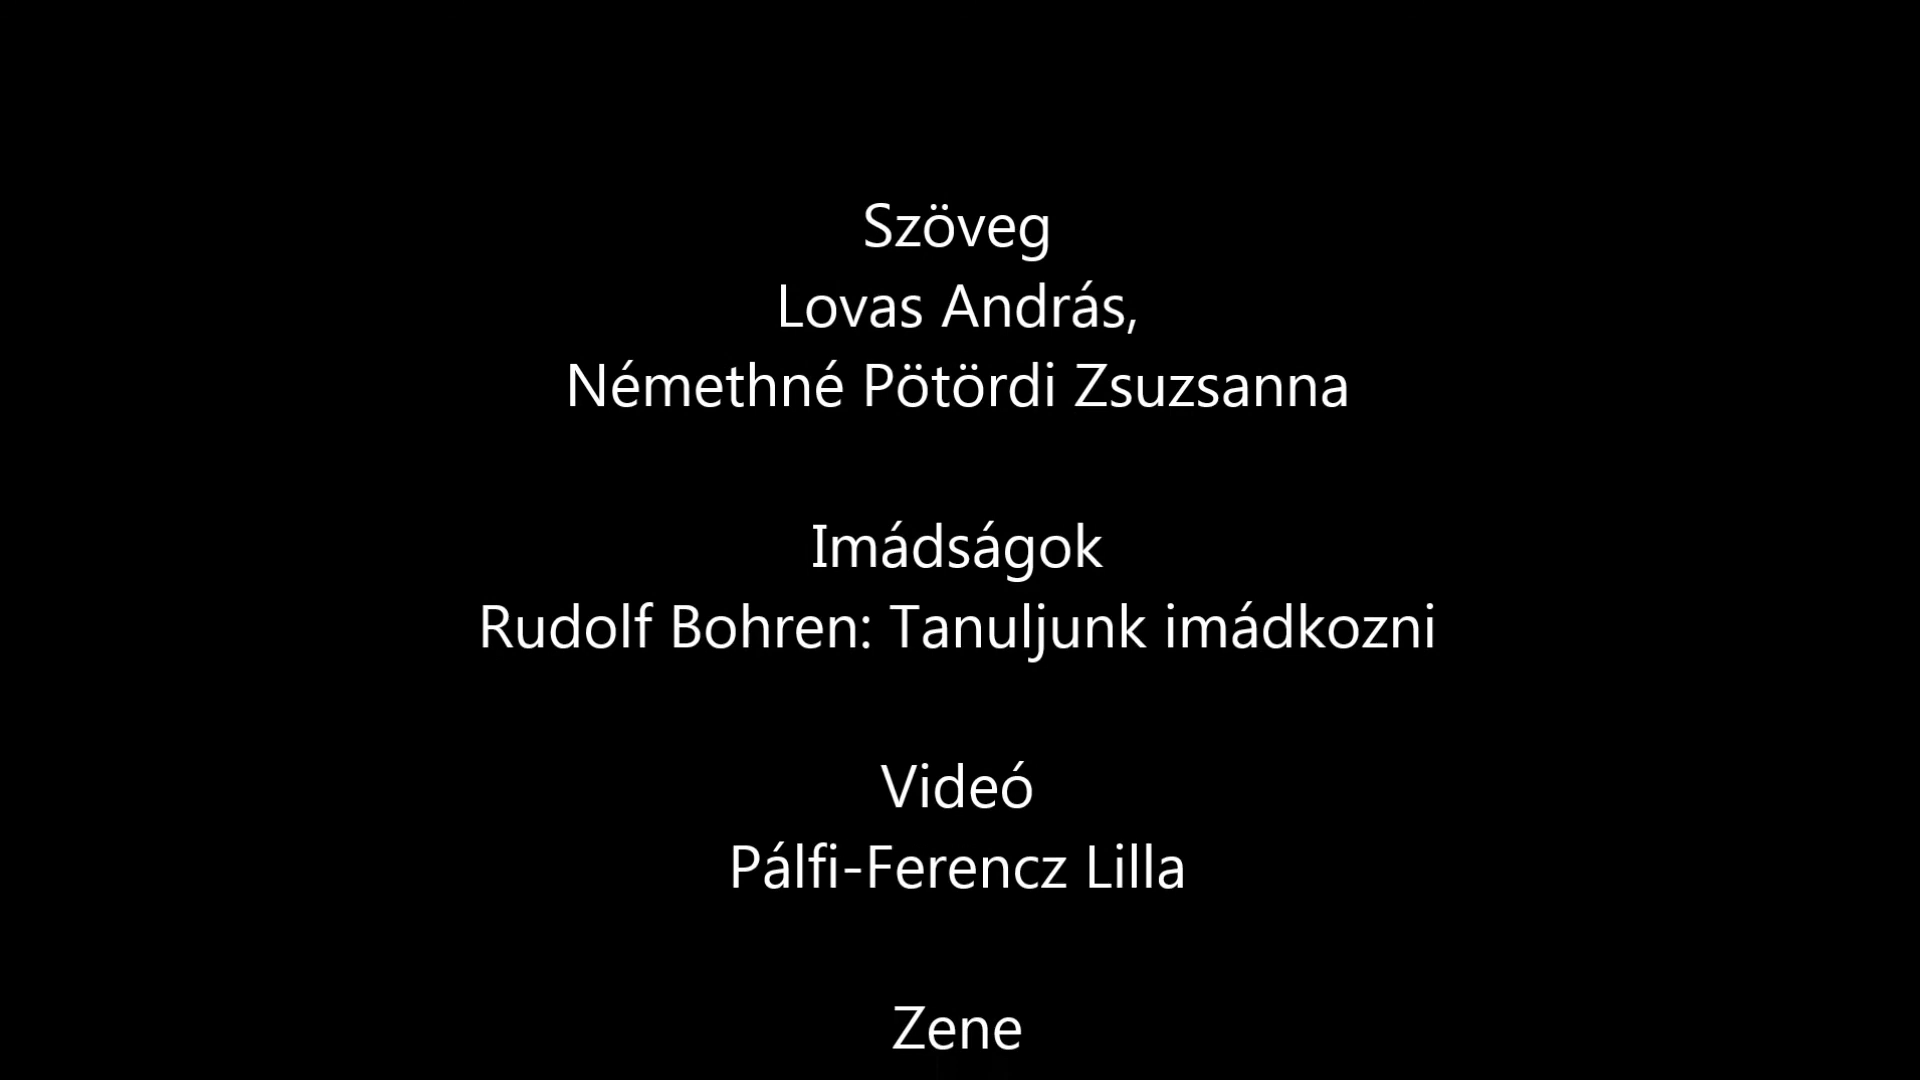 Szöveg
Lovas András,
Némethné Pötördi Zsuzsanna
Imádságok
Rudolf Bohren: Tanuljunk imádkozni
Videó
Pálfi-Ferencz Lilla
Zene